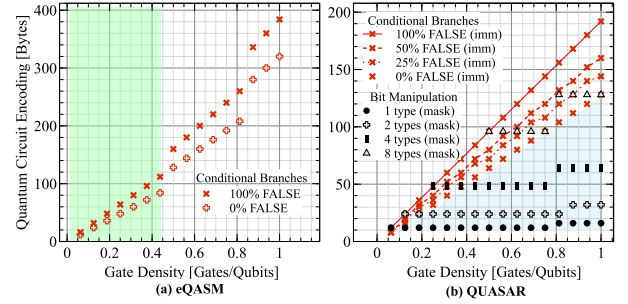 Quantum Circuit Encoding [Bytes]
400
300
200
100
0
0
0.2
0.4
0.6
0.8
1
Conditional Branches
100% FALSE
0% FALSE
Gate Density [Gates/Qubits]
(a) eQASM
200
150
100
50
0
0
0.2
0.4
0.6
0.8
1
Conditional Branches
100% FALSE (imm)
50% FALSE (imm)
25% FALSE (imm)
0% FALSE (imm)
Bit Manipulation
1 type (mask)
2 types (mask)
4 types (mask)
8 types (mask)
Gate Density [Gates/Qubits]
(b) QUASAR